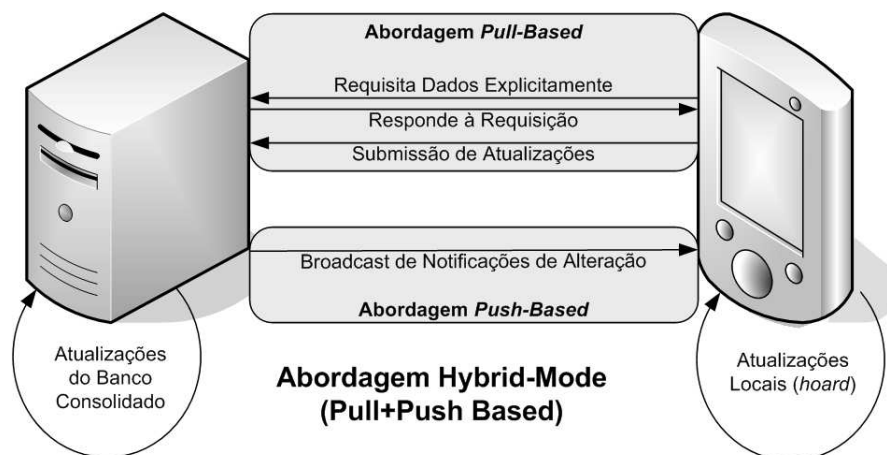 Abordagem Pull-Based
Requisita Dados Explicitamente
Responde à Requisição
Submissão de Atualizações
Broadcast de Notificações de Alteração
Abordagem Push-Based
Atualizações
do Banco
Consolidado
Abordagem Hybrid-Mode
(Pull+Push Based)
Atualizações
Locais (hoard)